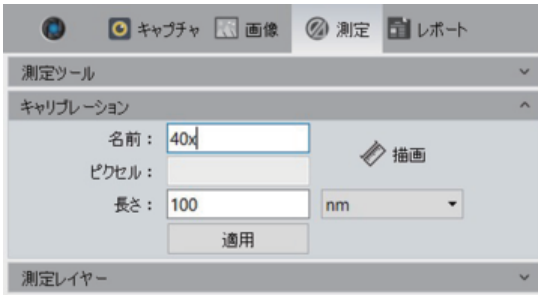 キャプチャ 画像 測定 レポート
測定ツール
キャリブレーション
名前： 40x
描画
ピクセル：
長さ： 100 nm
適用
測定レイヤー